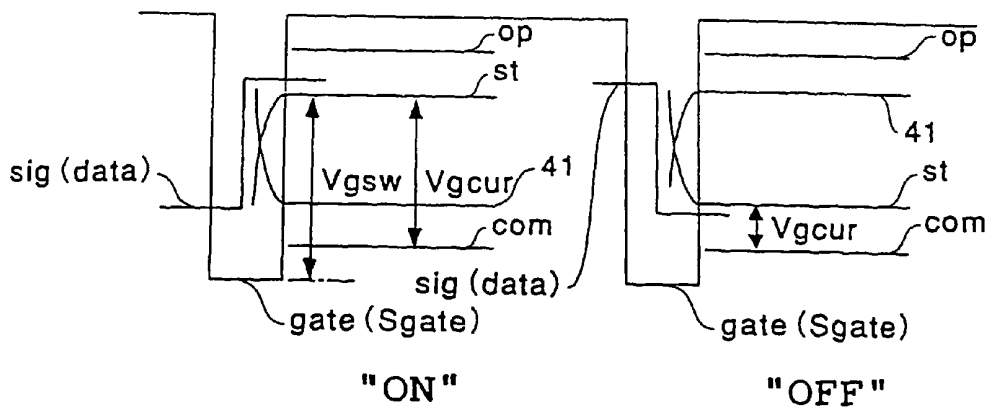 op
st
sig (data)
Vgsw
Vgcur
41
com
gate (Sgate)
"ON"
op
41
st
Vgcur
com
sig (data)
gate (Sgate)
"OFF"